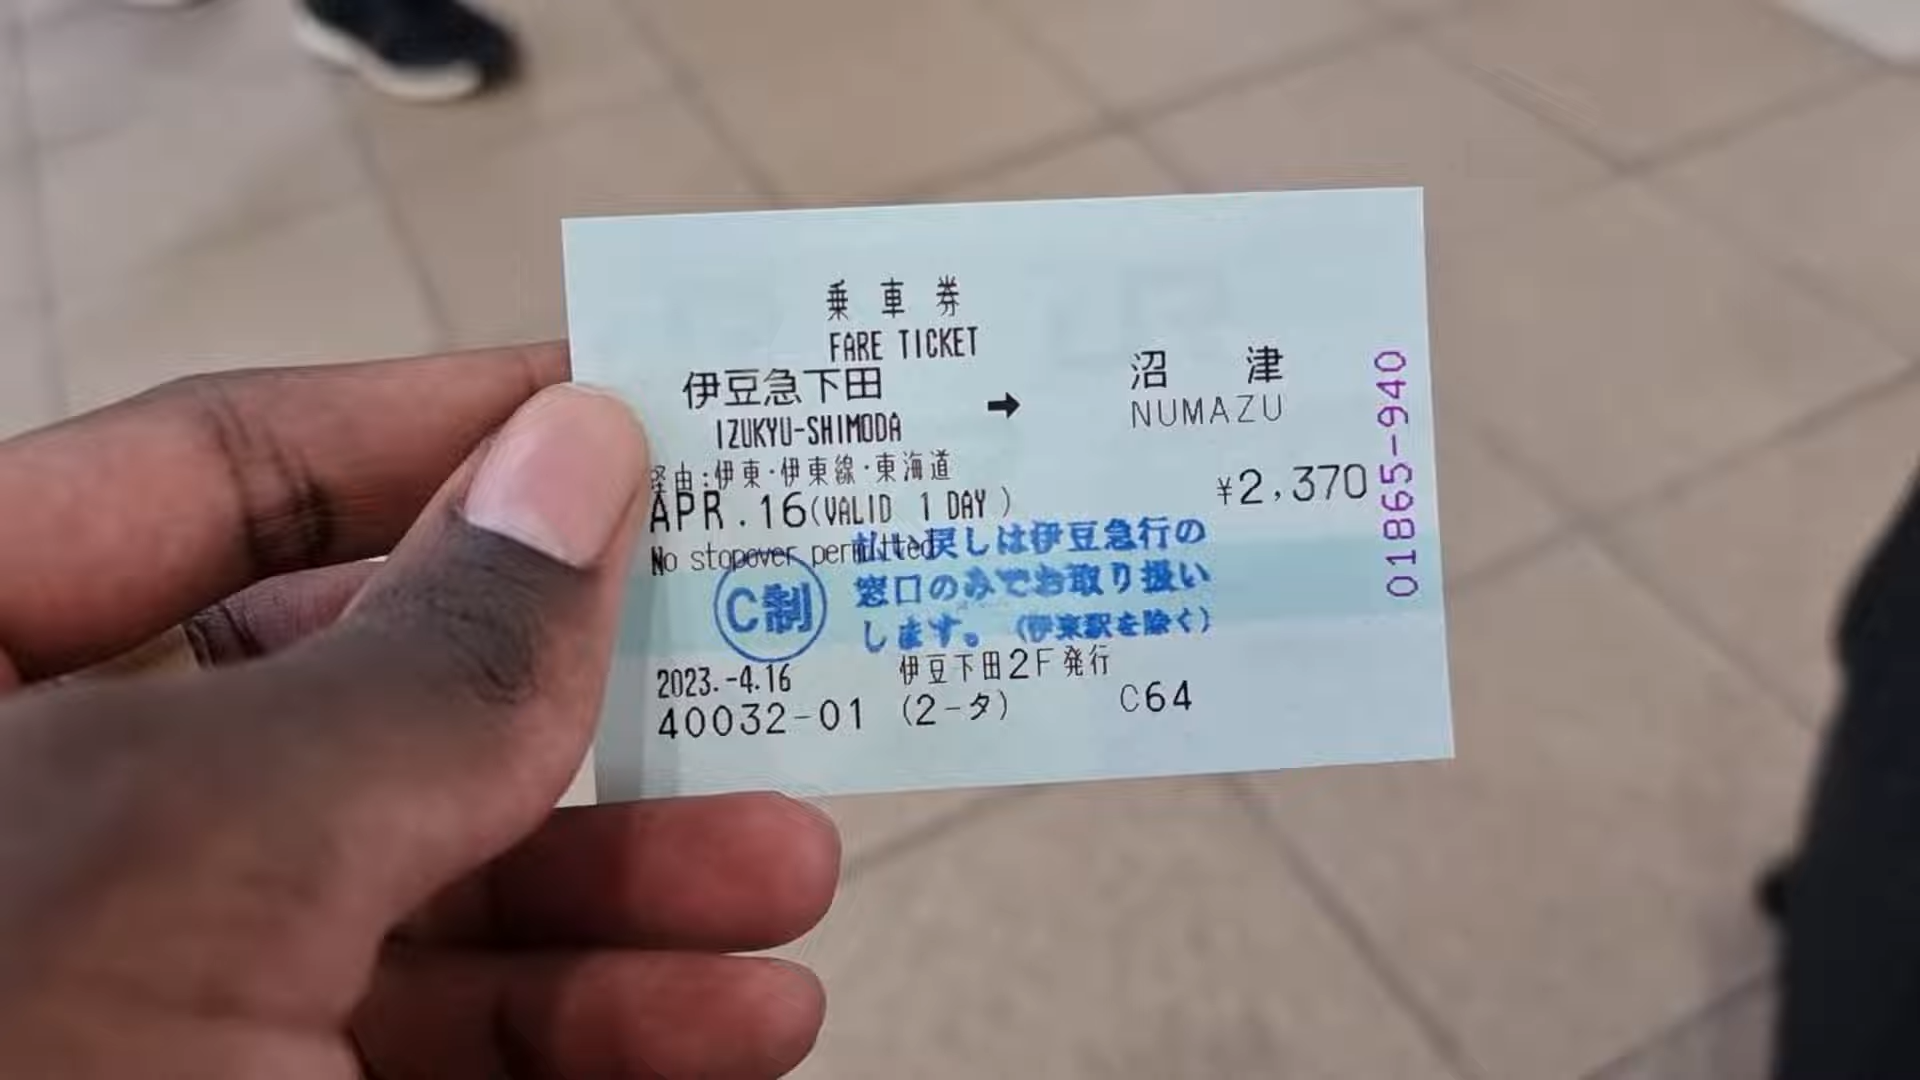 乗車券
FARE TICKET
伊豆急下田 → 沼津
IZUKYU-SHIMODA NUMAZU
経由:伊東・伊東線・東海道
¥2,370
APR.16(VALID 1 DAY)
No stopover permitted
払い戻しは伊豆急行の
窓口のみでお取り扱い
します。(伊東駅を除く)
C制
2023.-4.16 伊豆下田2F発行
40032-01 (2-タ) C64
01865-940